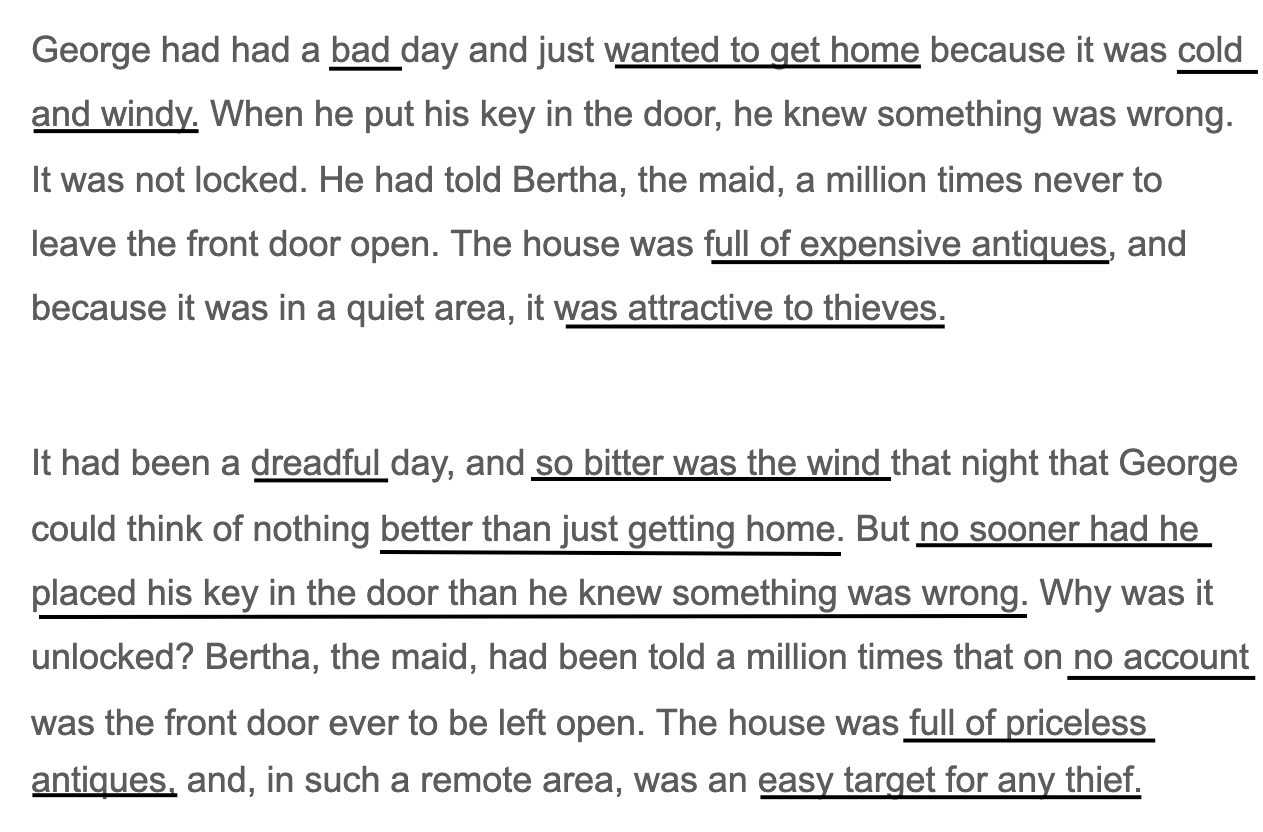 George had had a bad day and just wanted to get home because it was cold
and windy. When he put his key in the door, he knew something was wrong.
It was not locked. He had told Bertha, the maid, a million times never to
leave the front door open. The house was full of expensive antiques, and
because it was in a quiet area, it was attractive to thieves.
It had been a dreadful day, and so bitter was the wind that night that George
could think of nothing better than just getting home. But no sooner had he
placed his key in the door than he knew something was wrong. Why was it
unlocked? Bertha, the maid, had been told a million times that on no account
was the front door ever to be left open. The house was full of priceless
antiques, and, in such a remote area, was an easy target for any thief.